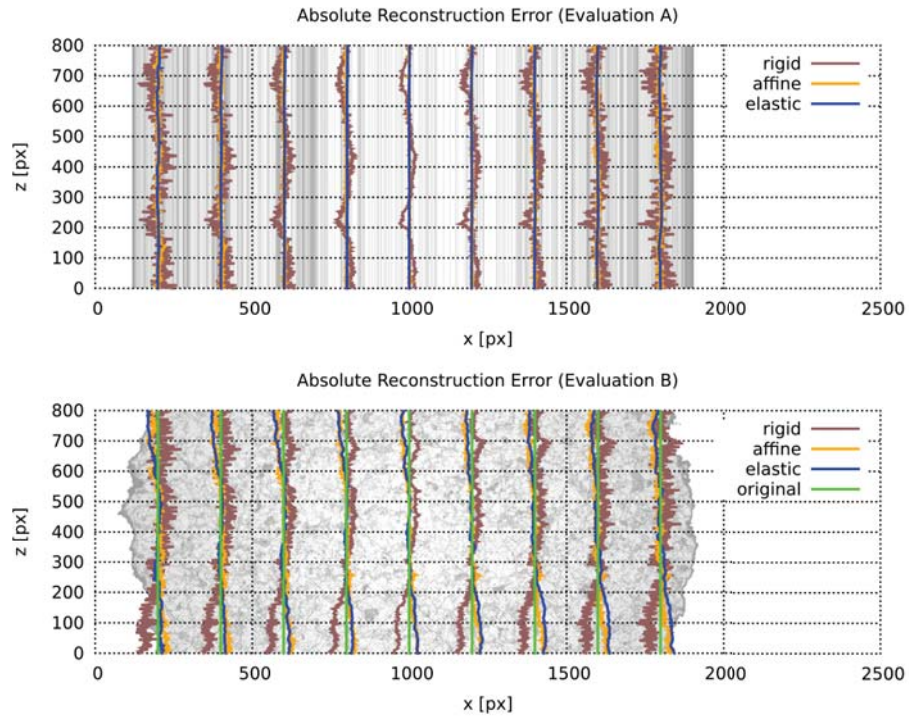 Absolute Reconstruction Error (Evaluation A)
800
700
600
500
400
300
200
100
0
z [px]
rigid
affine
elastic
0 500 1000 1500 2000 2500
x [px]
Absolute Reconstruction Error (Evaluation B)
800
700
600
500
400
300
200
100
0
z [px]
rigid
affine
elastic
original
0 500 1000 1500 2000 2500
x [px]